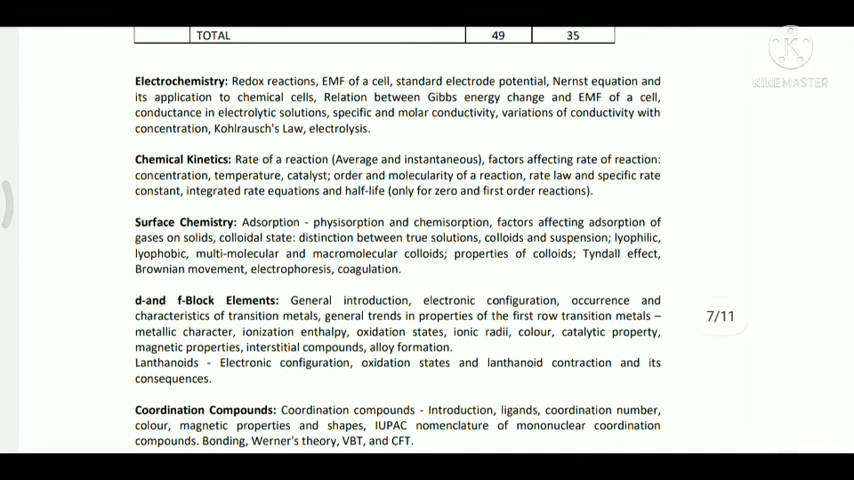 TOTAL 49 35
KINEMASTER
Electrochemistry: Redox reactions, EMF of a cell, standard electrode potential, Nernst equation and
its application to chemical cells, Relation between Gibbs energy change and EMF of a cell,
conductance in electrolytic solutions, specific and molar conductivity, variations of conductivity with
concentration, Kohlrausch's Law, electrolysis.
Chemical Kinetics: Rate of a reaction (Average and instantaneous), factors affecting rate of reaction:
concentration, temperature, catalyst; order and molecularity of a reaction, rate law and specific rate
constant, integrated rate equations and half-life (only for zero and first order reactions).
Surface Chemistry: Adsorption - physisorption and chemisorption, factors affecting adsorption of
gases on solids, colloidal state: distinction between true solutions, colloids and suspension; lyophilic,
lyophobic, multi-molecular and macromolecular colloids; properties of colloids; Tyndall effect,
Brownian movement, electrophoresis, coagulation.
d-and f-Block Elements: General introduction, electronic configuration, occurrence and
characteristics of transition metals, general trends in properties of the first row transition metals –
metallic character, ionization enthalpy, oxidation states, ionic radii, colour, catalytic property,
magnetic properties, interstitial compounds, alloy formation.
Lanthanoids - Electronic configuration, oxidation states and lanthanoid contraction and its
consequences.
7/11
Coordination Compounds: Coordination compounds - Introduction, ligands, coordination number,
colour, magnetic properties and shapes, IUPAC nomenclature of mononuclear coordination
compounds. Bonding, Werner's theory, VBT, and CFT.